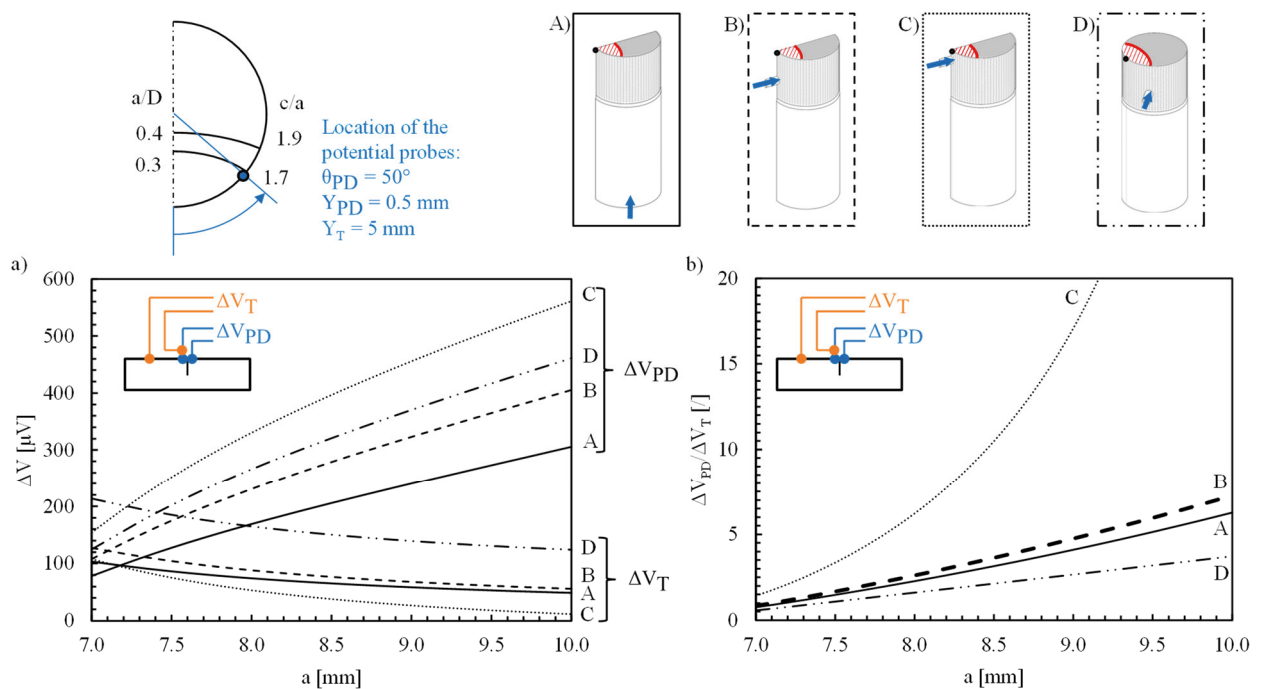 A)
B)
C)
D)
a/D
c/a
0.4
1.9
0.3
1.7
Location of the
potential probes:
θPD = 50°
YPD = 0.5 mm
YT = 5 mm
a)
600
500
400
300
200
100
0
ΔV [μV]
7.0
7.5
8.0
8.5
9.0
9.5
10.0
a [mm]
ΔVT
ΔVPD
C
D
B
A
ΔVPD
D
B
A
C
ΔVT
b)
20
15
10
5
0
ΔVPD/ΔVT [/]
7.0
7.5
8.0
8.5
9.0
9.5
10.0
a [mm]
ΔVT
ΔVPD
C
B
A
D